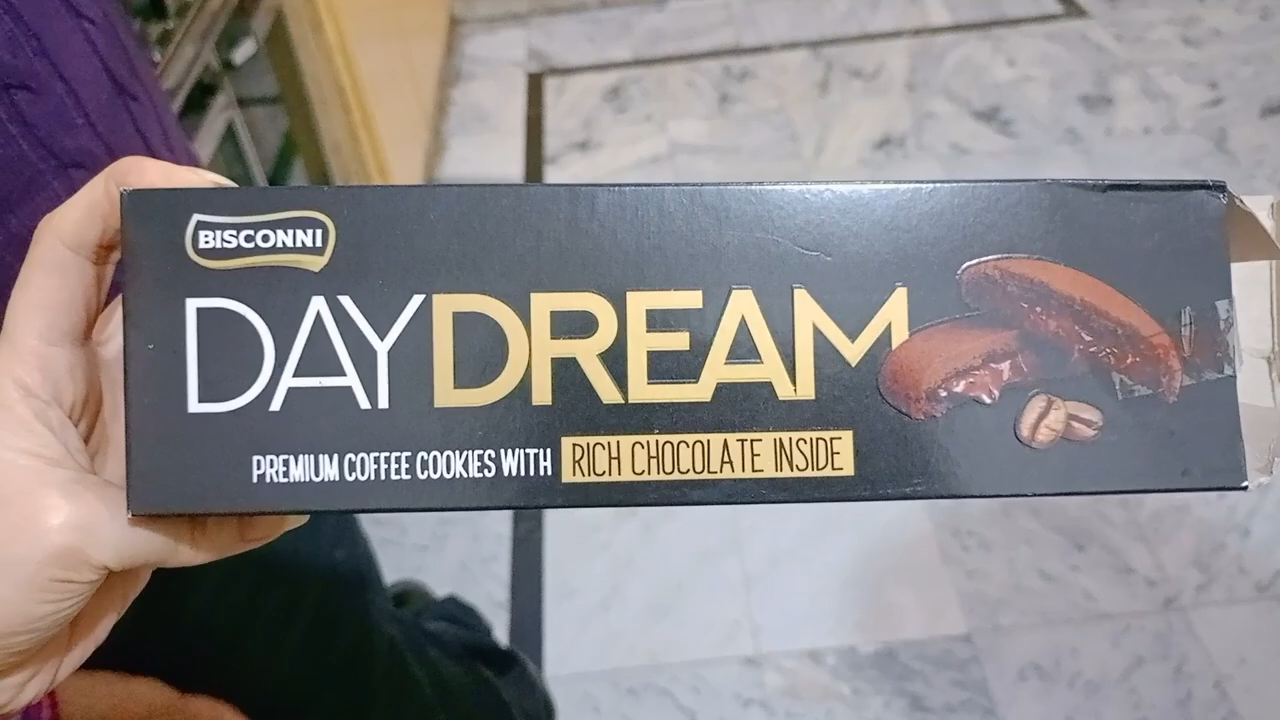 BISCONNI
DAYDREAM
PREMIUM COFFEE COOKIES WITH RICH CHOCOLATE INSIDE